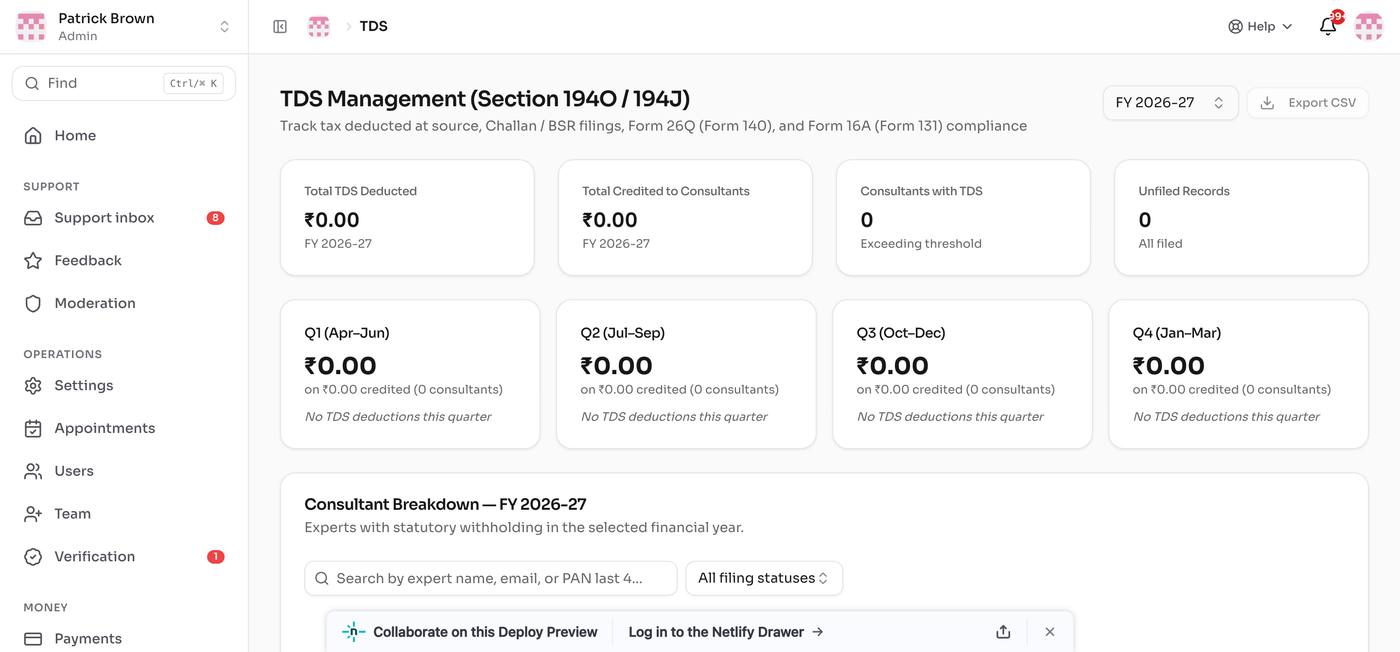 Patrick Brown
Admin
TDS
Help
99+
Find
Ctrl/⌘ K
Home
SUPPORT
Support inbox
8
Feedback
Moderation
OPERATIONS
Settings
Appointments
Users
Team
Verification
1
MONEY
Payments
TDS Management (Section 194O / 194J)
Track tax deducted at source, Challan / BSR filings, Form 26Q (Form 140), and Form 16A (Form 131) compliance
FY 2026-27
Export CSV
Total TDS Deducted
₹0.00
FY 2026-27
Total Credited to Consultants
₹0.00
FY 2026-27
Consultants with TDS
0
Exceeding threshold
Unfiled Records
0
All filed
Q1 (Apr–Jun)
₹0.00
on ₹0.00 credited (0 consultants)
No TDS deductions this quarter
Q2 (Jul–Sep)
₹0.00
on ₹0.00 credited (0 consultants)
No TDS deductions this quarter
Q3 (Oct–Dec)
₹0.00
on ₹0.00 credited (0 consultants)
No TDS deductions this quarter
Q4 (Jan–Mar)
₹0.00
on ₹0.00 credited (0 consultants)
No TDS deductions this quarter
Consultant Breakdown — FY 2026-27
Experts with statutory withholding in the selected financial year.
Search by expert name, email, or PAN last 4...
All filing statuses
Collaborate on this Deploy Preview
Log in to the Netlify Drawer →